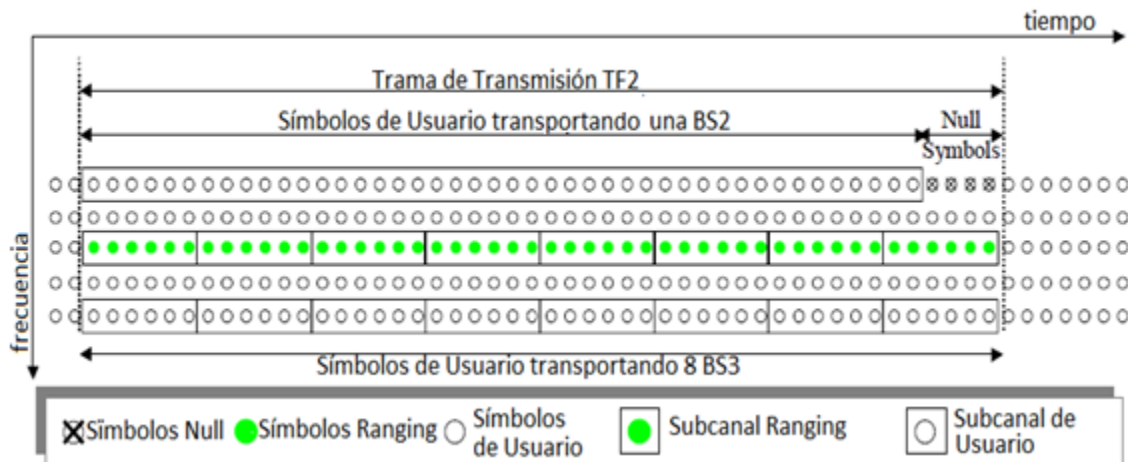 tiempo
Trama de Transmisión TF2
Símbolos de Usuario transportando una BS2
Null
Symbols
frecuencia
Símbolos de Usuario transportando 8 BS3
Símbolos Null
Símbolos Ranging
Símbolos
de Usuario
Subcanal Ranging
Subcanal de
Usuario